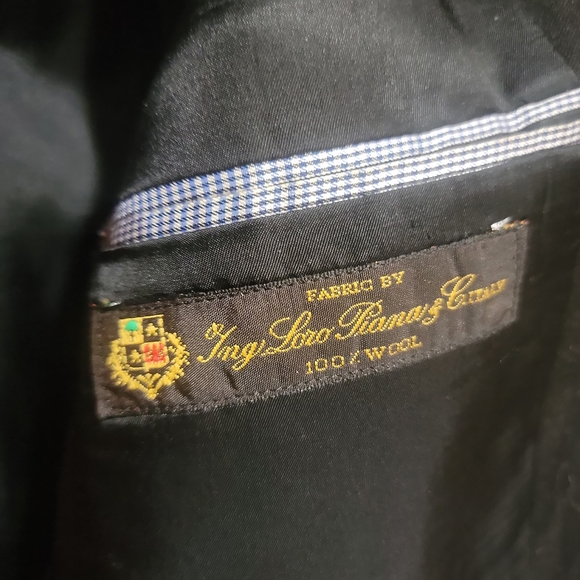 FABRIC BY
Ing. Loro Piana & C. ITALY
100% WOOL